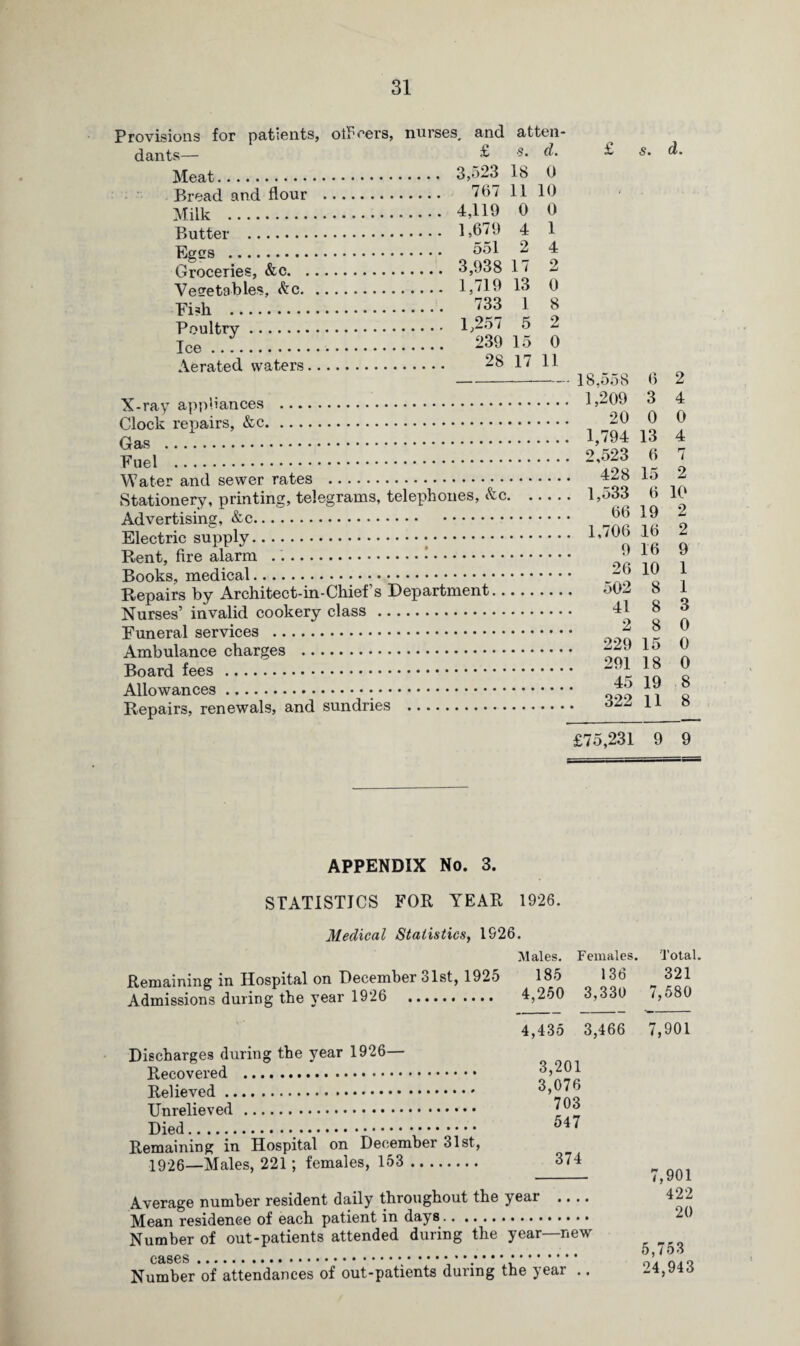 31
Provisions for patients, officers, nurses, and atten-
dants— £ s. d. £ s. d.
Meat.......... 3,523 18 0
Bread and flour .......... 767 11 10
Milk .......... 4,119 0 0
Butter .......... 1,679 4 1
Eggs .......... 551 2 4
Groceries, &c. .......... 3,938 17 2
Vegetables, &c. .......... 1,719 13 0
Fish .......... 733 1 8
Poultry .......... 1,257 5 2
Ice .......... 239 15 0
Aerated waters.......... 28 17 11
18,558 6 2
X-ray appliances .......... 1,209 3 4
Clock repairs, &c. .......... 20 0 0
Gas .......... 1,794 13 4
Fuel .......... 2,523 6 7
Water and sewer rates .......... 428 15 2
Stationery, printing, telegrams, telephones, &c. ...... 1,533 6 10
Advertising, &c.......... 66 19 2
Electric supply.......... 1,706 16 2
Rent, fire alarm .......... 9 16 9
Books, medical.......... 26 10 1
Repairs by Architect-in-Chief's Department......... 502 8 1
Nurses' invalid cookery class .......... 41 8 3
Funeral services .......... 2 8 0
Ambulance charges .......... 229 15 0
Board fees .......... 291 18 0
Allowances .......... 45 19 8
Repairs, renewals, and sundries .......... 322 11 8
£75,231 9 9
APPENDIX No. 3.
STATISTICS FOR YEAR 1926.
Medical Statistics, 1926.
Males. Females. Total.
Remaining in Hospital on December 31st, 1925 185 136 321
Admissions during the year 1926 .......... 4,250 3,330 7,580
4,435 3,466 7,901
Discharges during the year 1926—
Recovered .......... 3,201
Relieved .......... 3,076
Unrelieved .......... 703
Died.......... 547
Remaining in Hospital on December 31st,
1926—Males, 221; females, 153 ........ 374
7,901
Average number resident daily throughout the year .... 422
Mean residence of each patient in days.......... 20
Number of out-patients attended during the year—new
cases .......... 5,753
Number of attendances of out-patients during the year .. 24,943